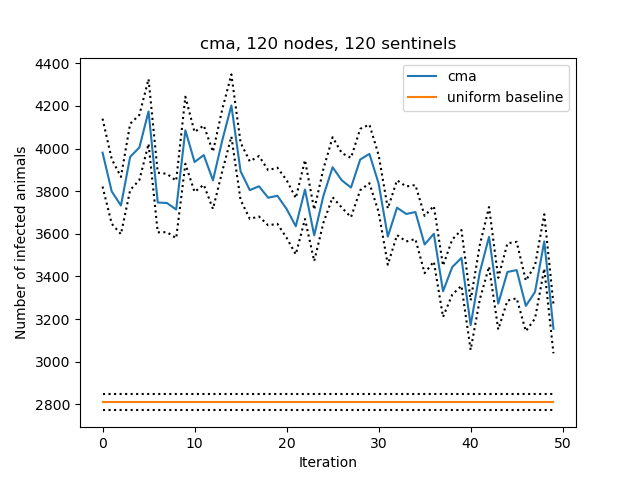 cma, 120 nodes, 120 sentinels
cma
uniform baseline
Number of infected animals
4400
4200
4000
3800
3600
3400
3200
3000
2800
0 10 20 30 40 50
Iteration